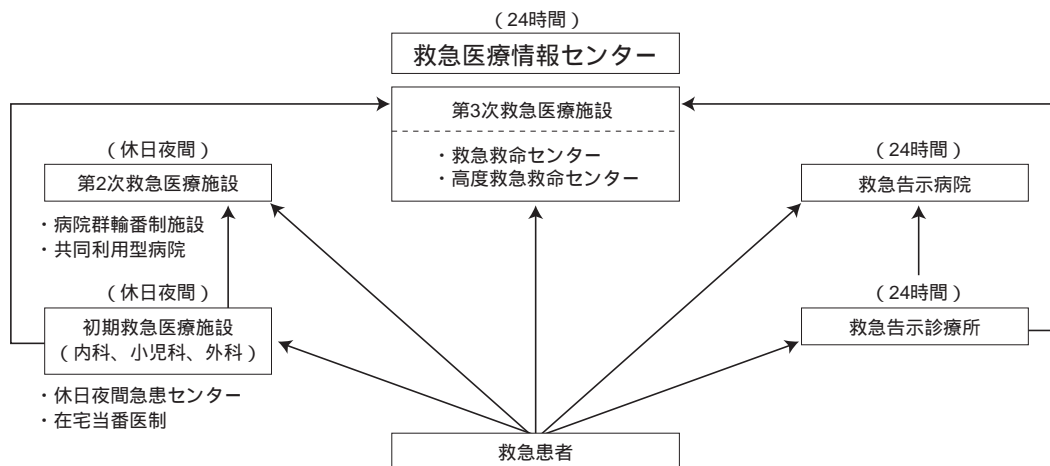 （24時間）
救急医療情報センター
第3次救急医療施設
・救急救命センター
・高度救急救命センター
（休日夜間）
第2次救急医療施設
・病院群輸番制施設
・共同利用型病院
（24時間）
救急告示病院
（休日夜間）
初期救急医療施設
（内科、小児科、外科）
・休日夜間急患センター
・在宅当番医制
（24時間）
救急告示診療所
救急患者